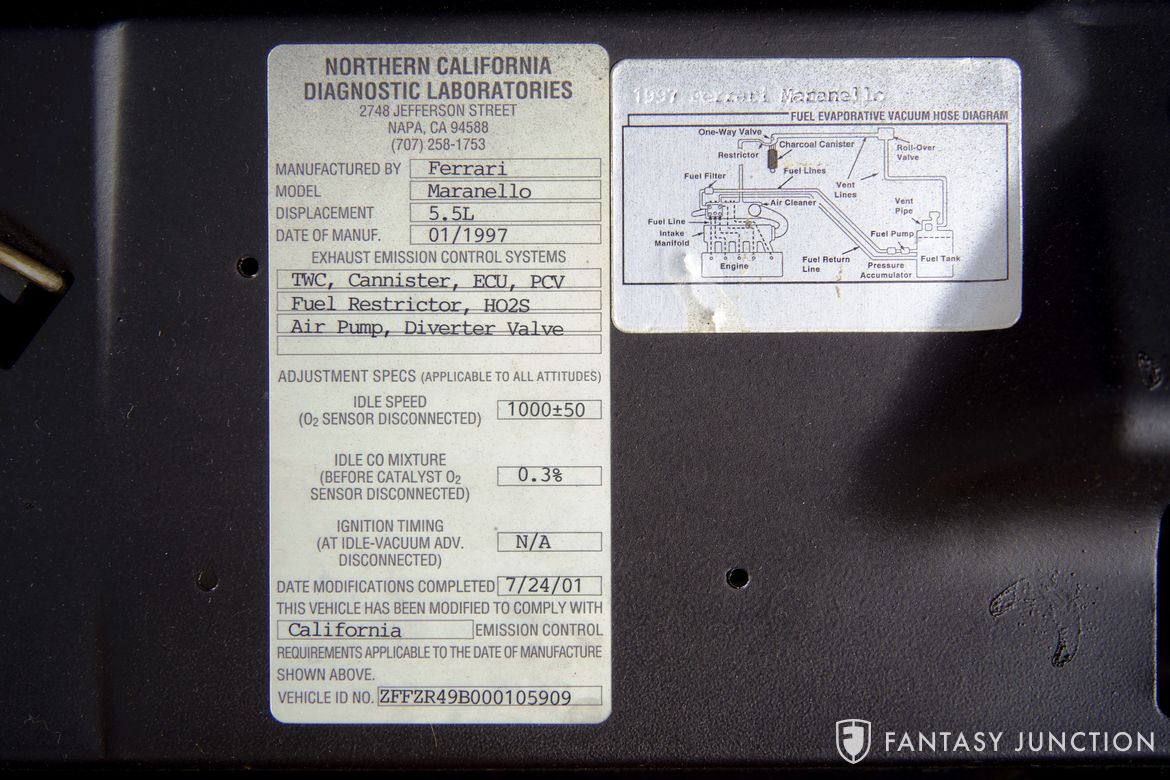 NORTHERN CALIFORNIA
DIAGNOSTIC LABORATORIES
2748 JEFFERSON STREET
NAPA, CA 94588
(707) 258-1753
MANUFACTURED BY Ferrari
MODEL Maranello
DISPLACEMENT 5.5L
DATE OF MANUF. 01/1997
EXHAUST EMISSION CONTROL SYSTEMS
TWC, Cannister, ECU, PCV
Fuel Restrictor, HO2S
Air Pump, Diverter Valve
ADJUSTMENT SPECS (APPLICABLE TO ALL ATTITUDES)
IDLE SPEED
(O2 SENSOR DISCONNECTED) 1000±50
IDLE CO MIXTURE
(BEFORE CATALYST O2
SENSOR DISCONNECTED) 0.3%
IGNITION TIMING
(AT IDLE-VACUUM ADV.
DISCONNECTED) N/A
DATE MODIFICATIONS COMPLETED 7/24/01
THIS VEHICLE HAS BEEN MODIFIED TO COMPLY WITH
California EMISSION CONTROL
REQUIREMENTS APPLICABLE TO THE DATE OF MANUFACTURE
SHOWN ABOVE.
VEHICLE ID NO. ZFFZR49B000105909
1997 Ferrari Maranello
FUEL EVAPORATIVE VACUUM HOSE DIAGRAM
One-Way Valve
Charcoal Canister
Restrictor
Roll-Over
Valve
Fuel Filter
Fuel Lines
Vent
Lines
Air Cleaner
Vent
Pipe
Fuel Line
Intake
Manifold
Fuel Pump
Engine
Fuel Return
Line
Pressure
Accumulator
Fuel Tank
FANTASY JUNCTION